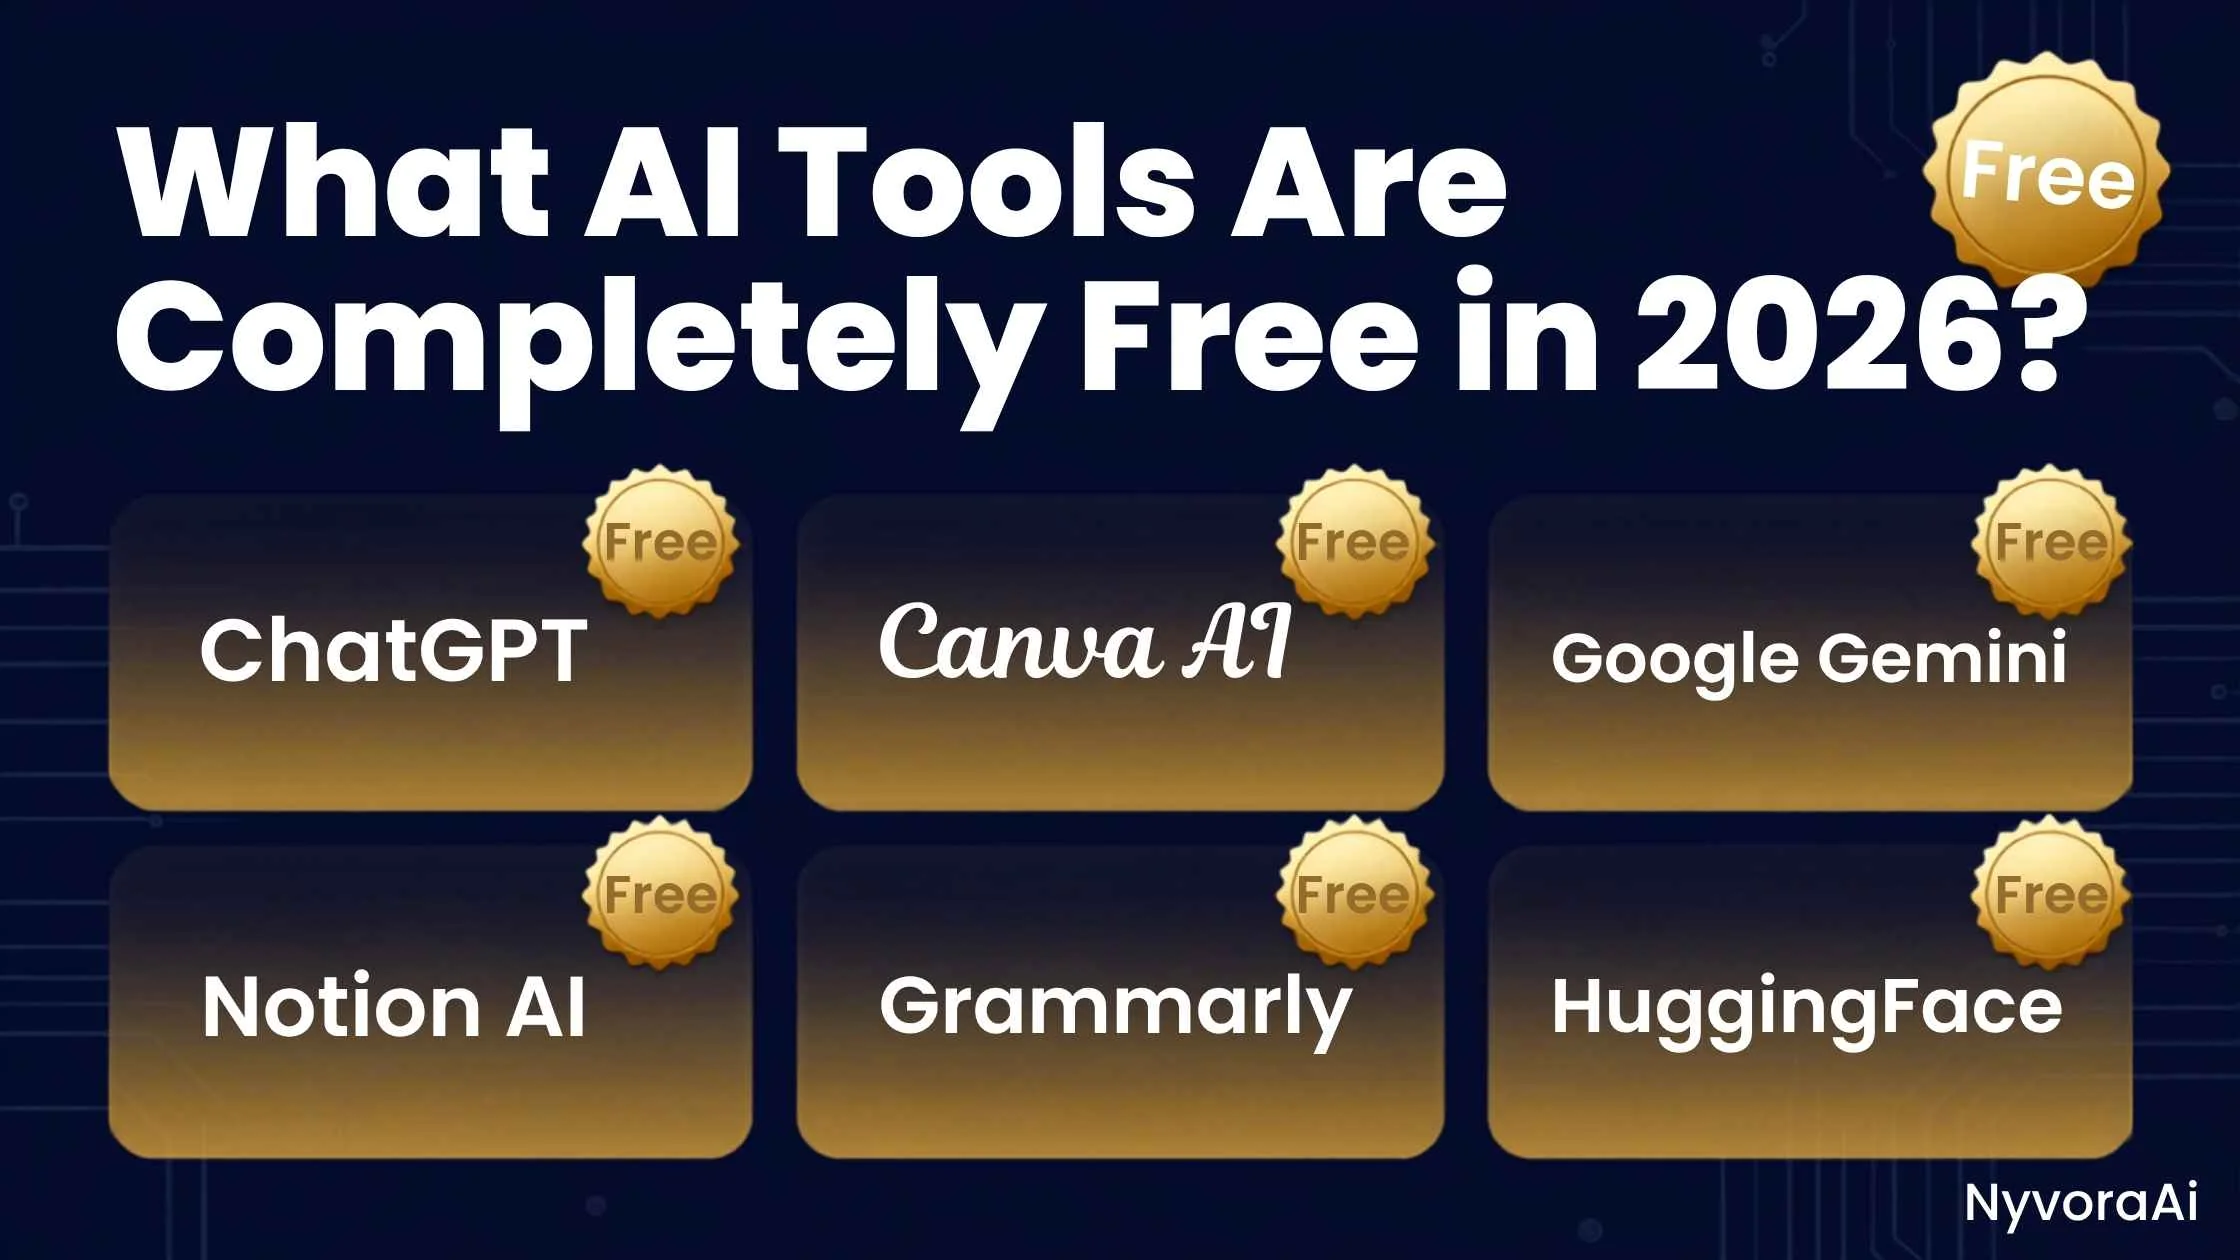 What AI Tools Are
Free
Completely Free in 2026?
Free
Free
Free
ChatGPT
Canva AI
Google Gemini
Free
Free
Free
Notion AI
Grammarly
HuggingFace
NyvoraAi